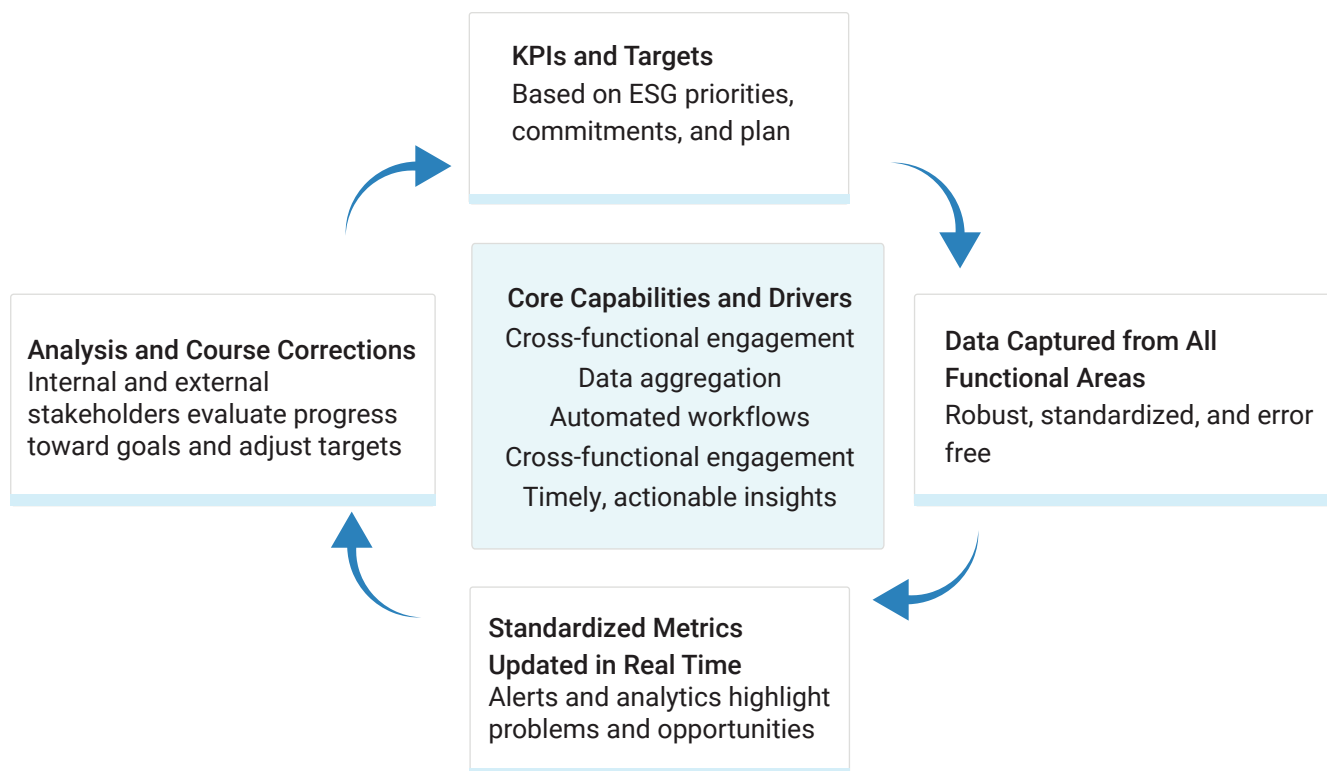 KPIs and Targets
Based on ESG priorities,
commitments, and plan
Core Capabilities and Drivers
Cross-functional engagement
Data aggregation
Automated workflows
Cross-functional engagement
Timely, actionable insights
Analysis and Course Corrections
Internal and external
stakeholders evaluate progress
toward goals and adjust targets
Data Captured from All
Functional Areas
Robust, standardized, and error
free
Standardized Metrics
Updated in Real Time
Alerts and analytics highlight
problems and opportunities